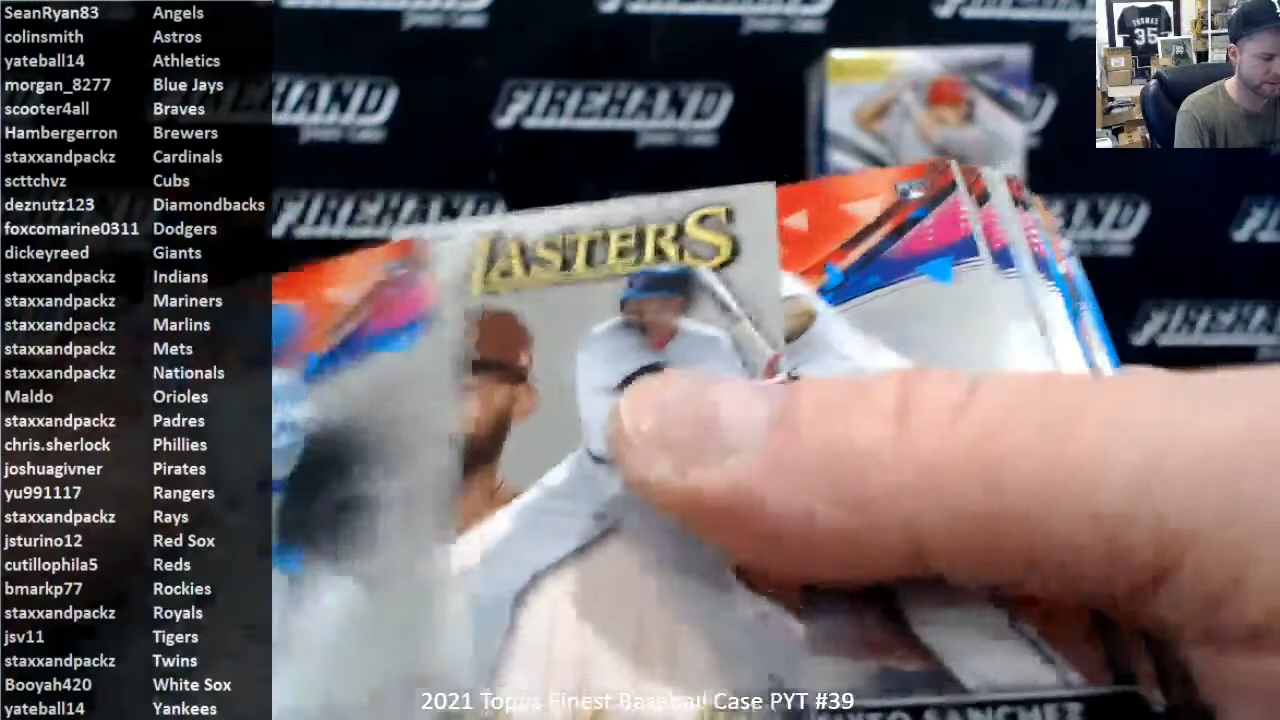 SeanRyan83 Angels
colinsmith Astros
yateball14 Athletics
morgan_8277 Blue Jays
scooter4all Braves
Hambergerron Brewers
staxxandpackz Cardinals
scttchvz Cubs
deznutz123 Diamondbacks
foxcomarine0311 Dodgers
dickeyreed Giants
staxxandpackz Indians
staxxandpackz Mariners
staxxandpackz Marlins
staxxandpackz Mets
staxxandpackz Nationals
Maldo Orioles
staxxandpackz Padres
chris.sherlock Phillies
joshuagivner Pirates
yu991117 Rangers
staxxandpackz Rays
jsturino12 Red Sox
cutillophila5 Reds
bmarkp77 Rockies
staxxandpackz Royals
jsv11 Tigers
staxxandpackz Twins
Booyah420 White Sox
yateball14 Yankees
THOMAS
35
FIREHAND
FIREHAND
FIREHAND
ASTERS
SANCHEZ
2021 Topps Finest Baseball Case PYT #39